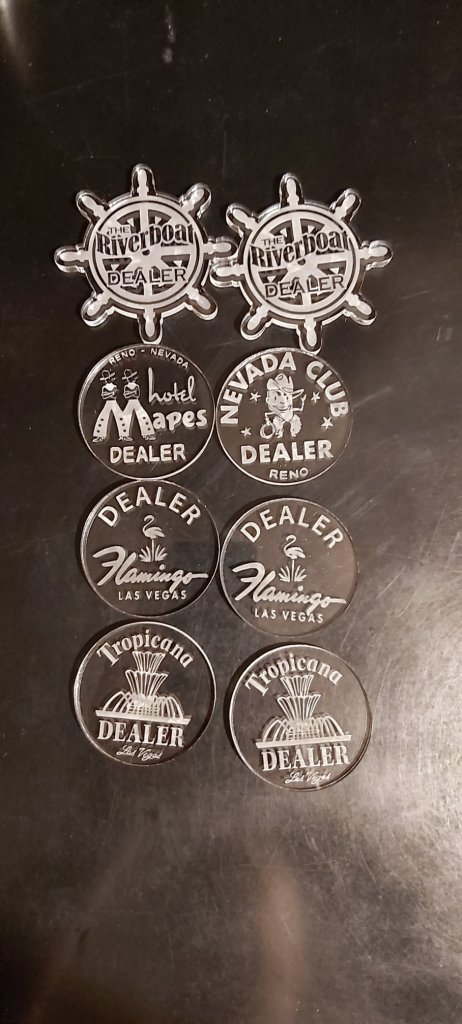 THE
Riverboat
DEALER
THE
Riverboat
DEALER
RENO - NEVADA
hotel
Mapes
DEALER
NEVADA CLUB
DEALER
RENO
DEALER
Flamingo
LAS VEGAS
DEALER
Flamingo
LAS VEGAS
Tropicana
DEALER
Las Vegas
Tropicana
DEALER
Las Vegas